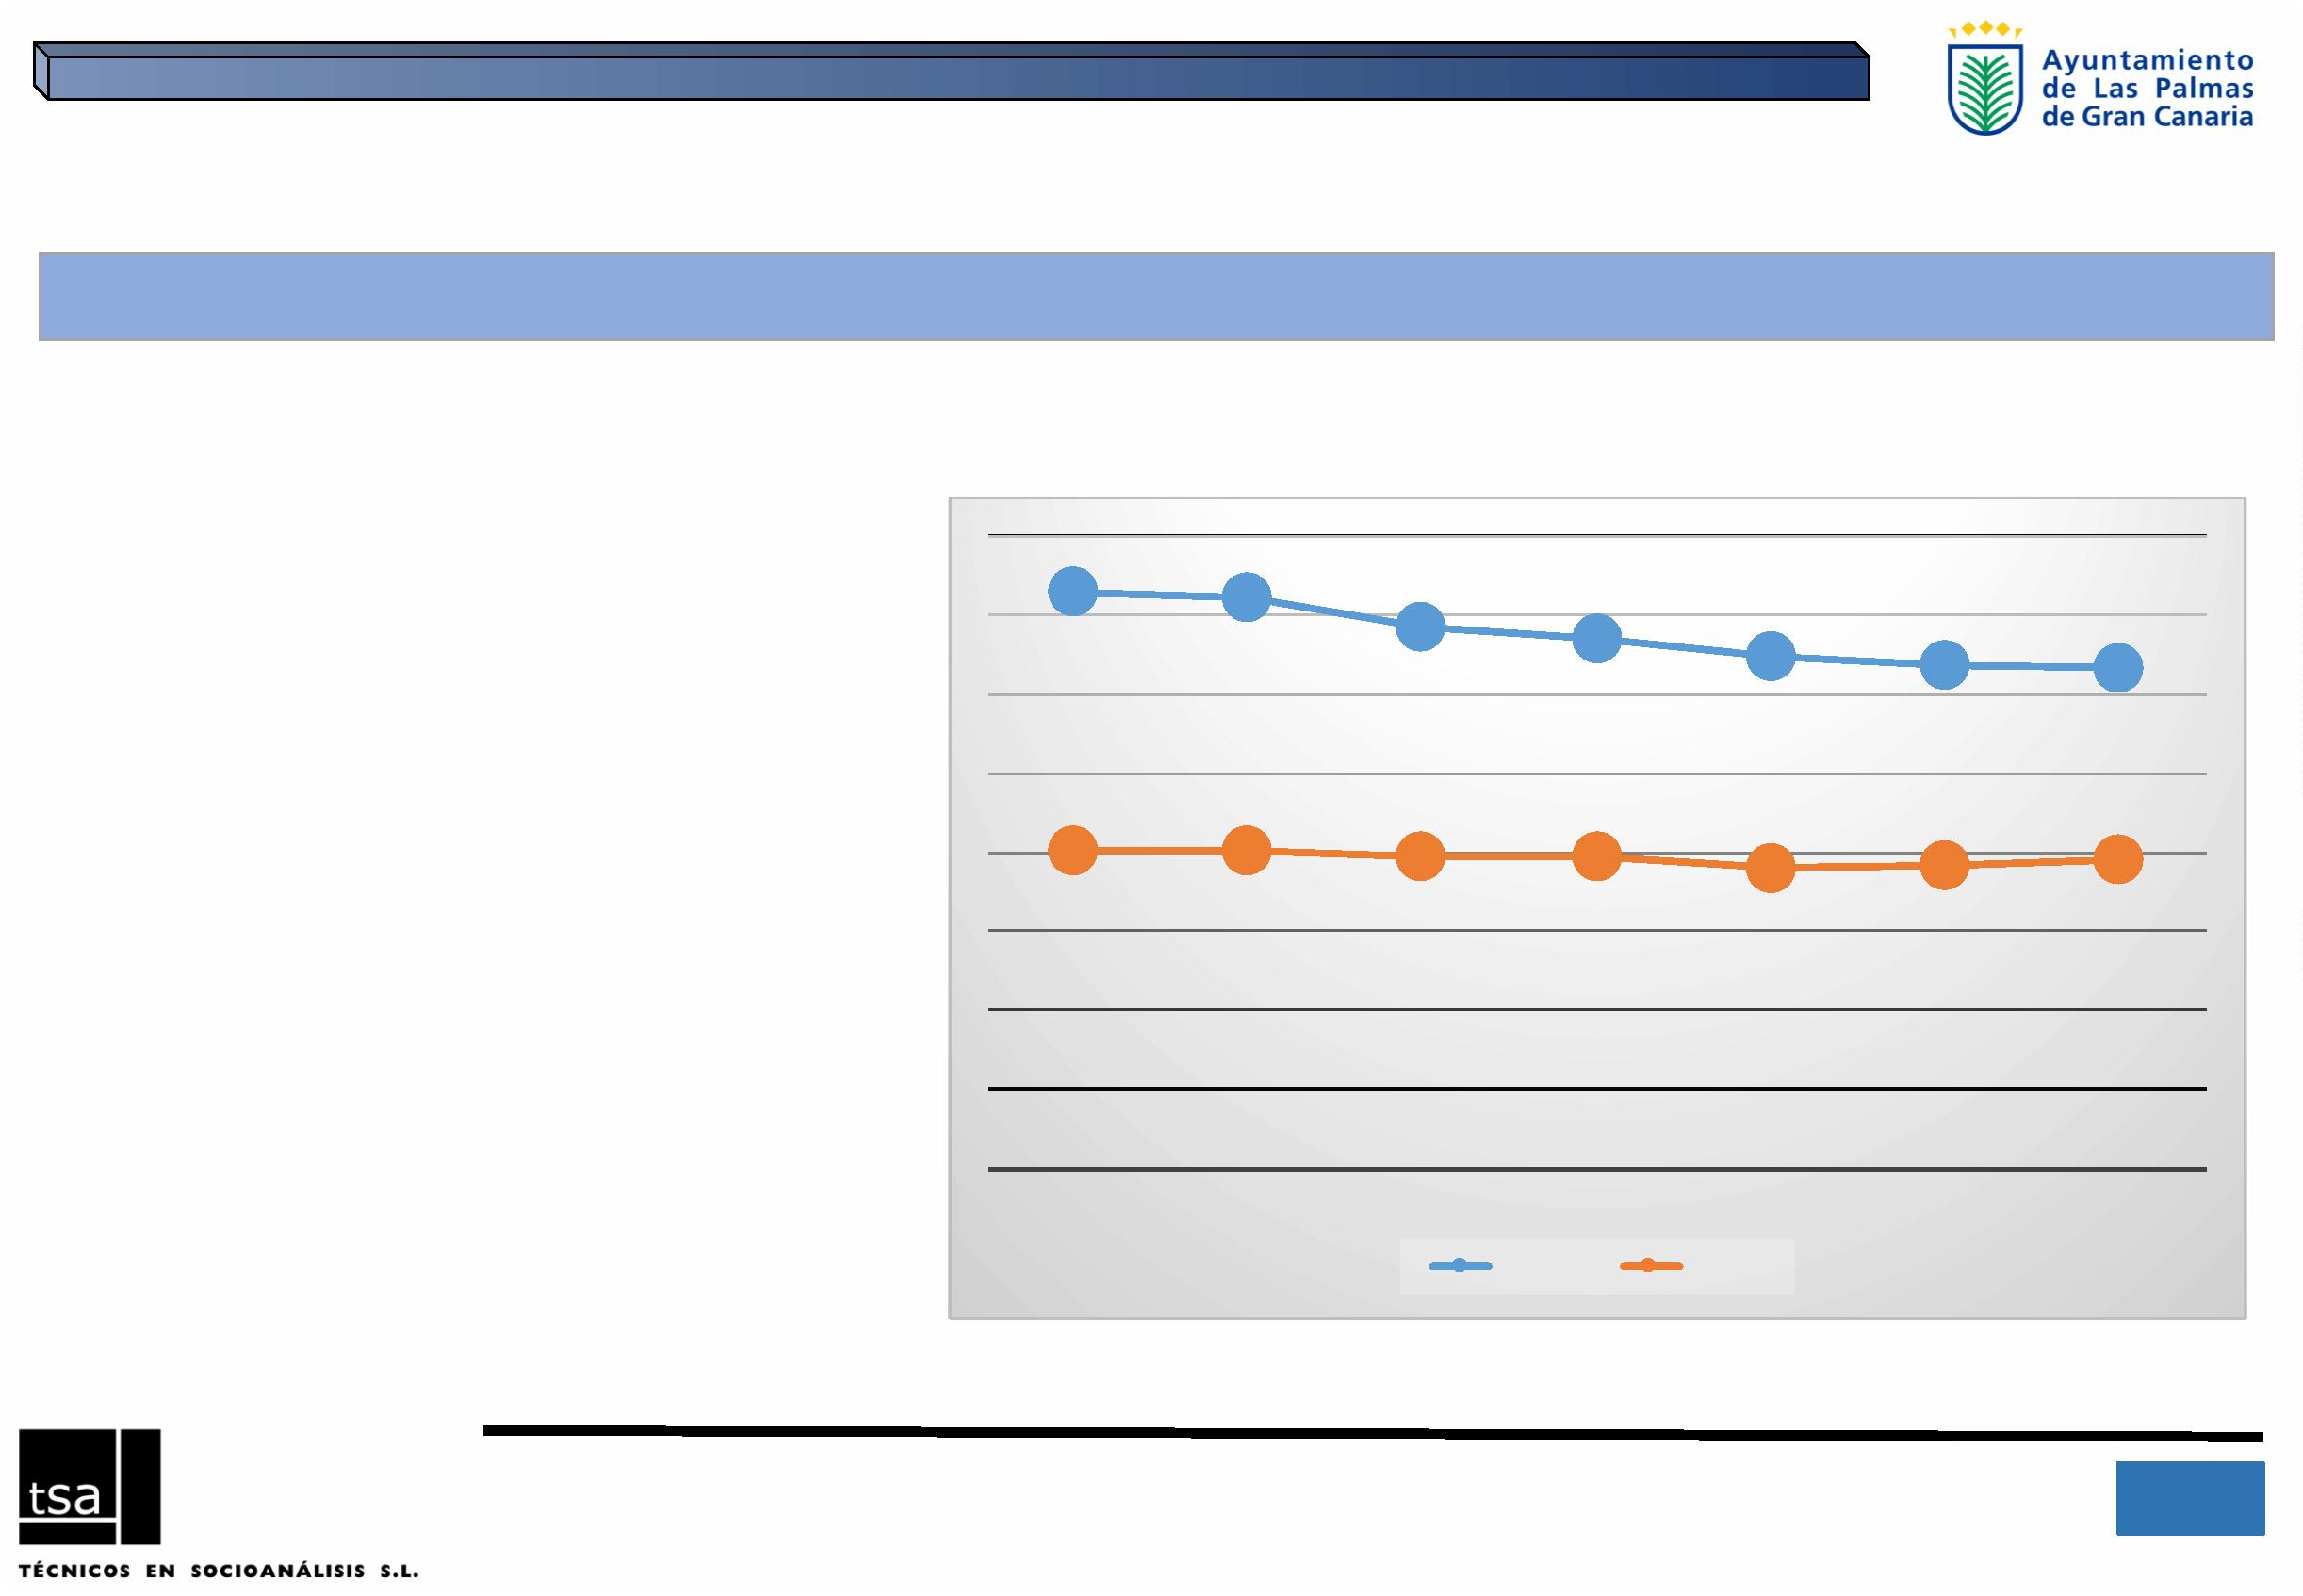 Ayuntamiento
de Las Palmas
de Gran Canaria
tsa
TÉCNICOS EN SOCIOANÁLISIS S.L.